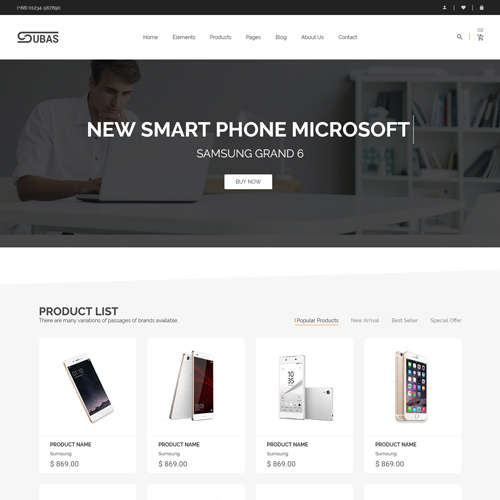 (+88) 01234-567890
SUBAS
Home Elements Products Pages Blog About Us Contact
02
NEW SMART PHONE MICROSOFT
SAMSUNG GRAND 6
BUY NOW
PRODUCT LIST
There are many variations of passages of brands available.
Popular Products New Arrival Best Seller Special Offer
PRODUCT NAME PRODUCT NAME PRODUCT NAME PRODUCT NAME
Sumsung Sumsung Sumsung Sumsung
$ 869.00 $ 869.00 $ 869.00 $ 869.00